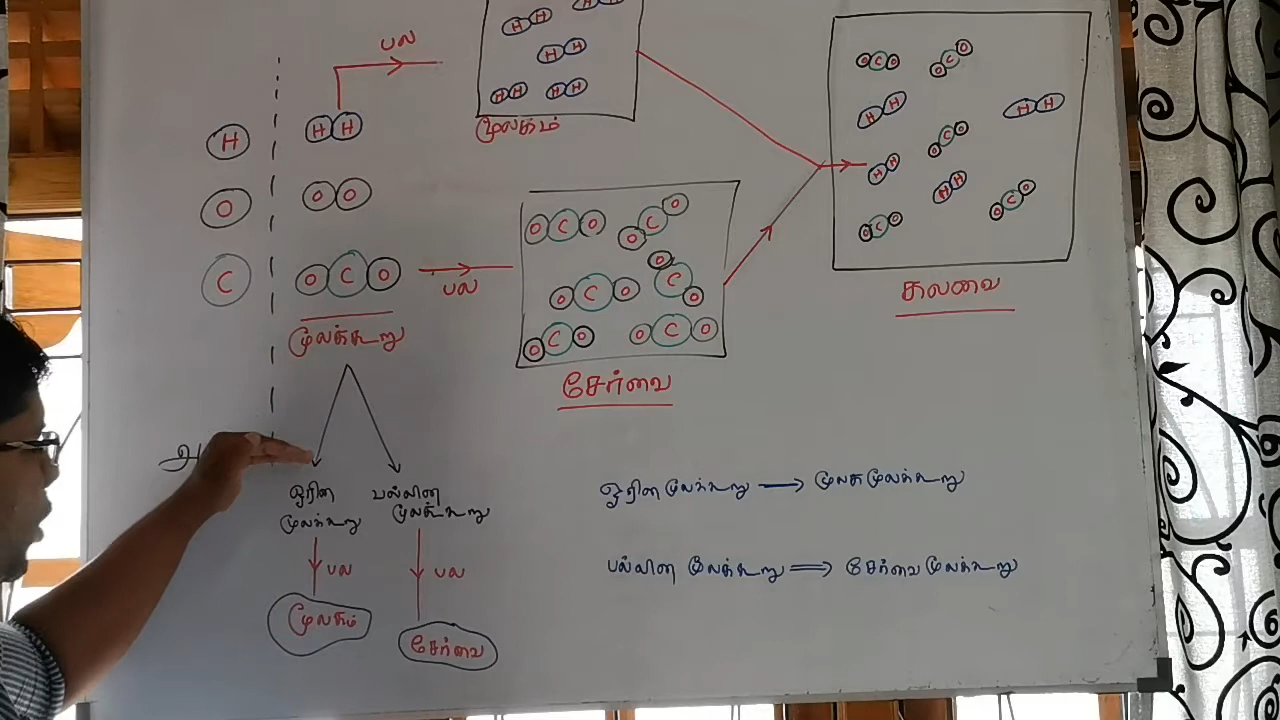 பல
H H
H H
H H H H
மூலகம்
H
H H
O
O O
C
O C O
பல
மூலக்கூறு
O C O
O C O
O C O
O C O
O C O
O C O
சேர்வை
O C O
O C O
H H
H H
O C O
H H
H H
O C O
O C O
கலவை
அ
ஓரின
மூலக்கூறு
பல்லின
மூலக்கூறு
பல
பல
மூலகம்
சேர்வை
ஓரின மூலக்கூறு → மூலக மூலக்கூறு
பல்லின மூலக்கூறு ⇒ சேர்வை மூலக்கூறு